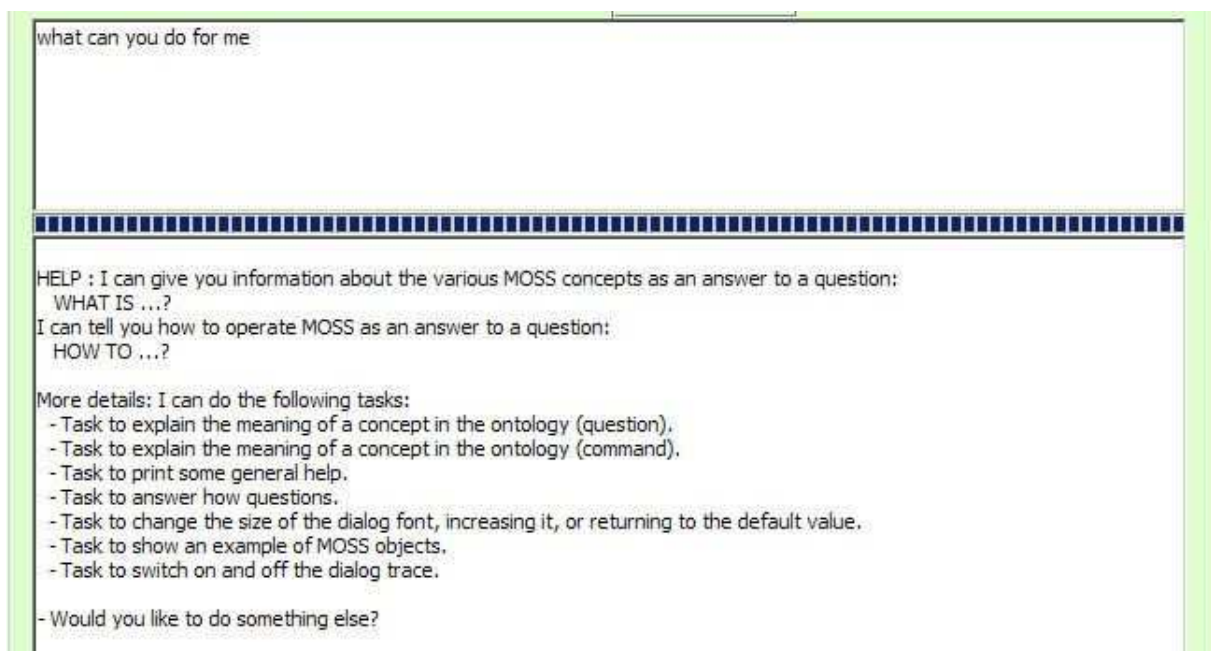 what can you do for me
HELP : I can give you information about the various MOSS concepts as an answer to a question:
WHAT IS ...?
I can tell you how to operate MOSS as an answer to a question:
HOW TO ...?
More details: I can do the following tasks:
- Task to explain the meaning of a concept in the ontology (question).
- Task to explain the meaning of a concept in the ontology (command).
- Task to print some general help.
- Task to answer how questions.
- Task to change the size of the dialog font, increasing it, or returning to the default value.
- Task to show an example of MOSS objects.
- Task to switch on and off the dialog trace.
- Would you like to do something else?